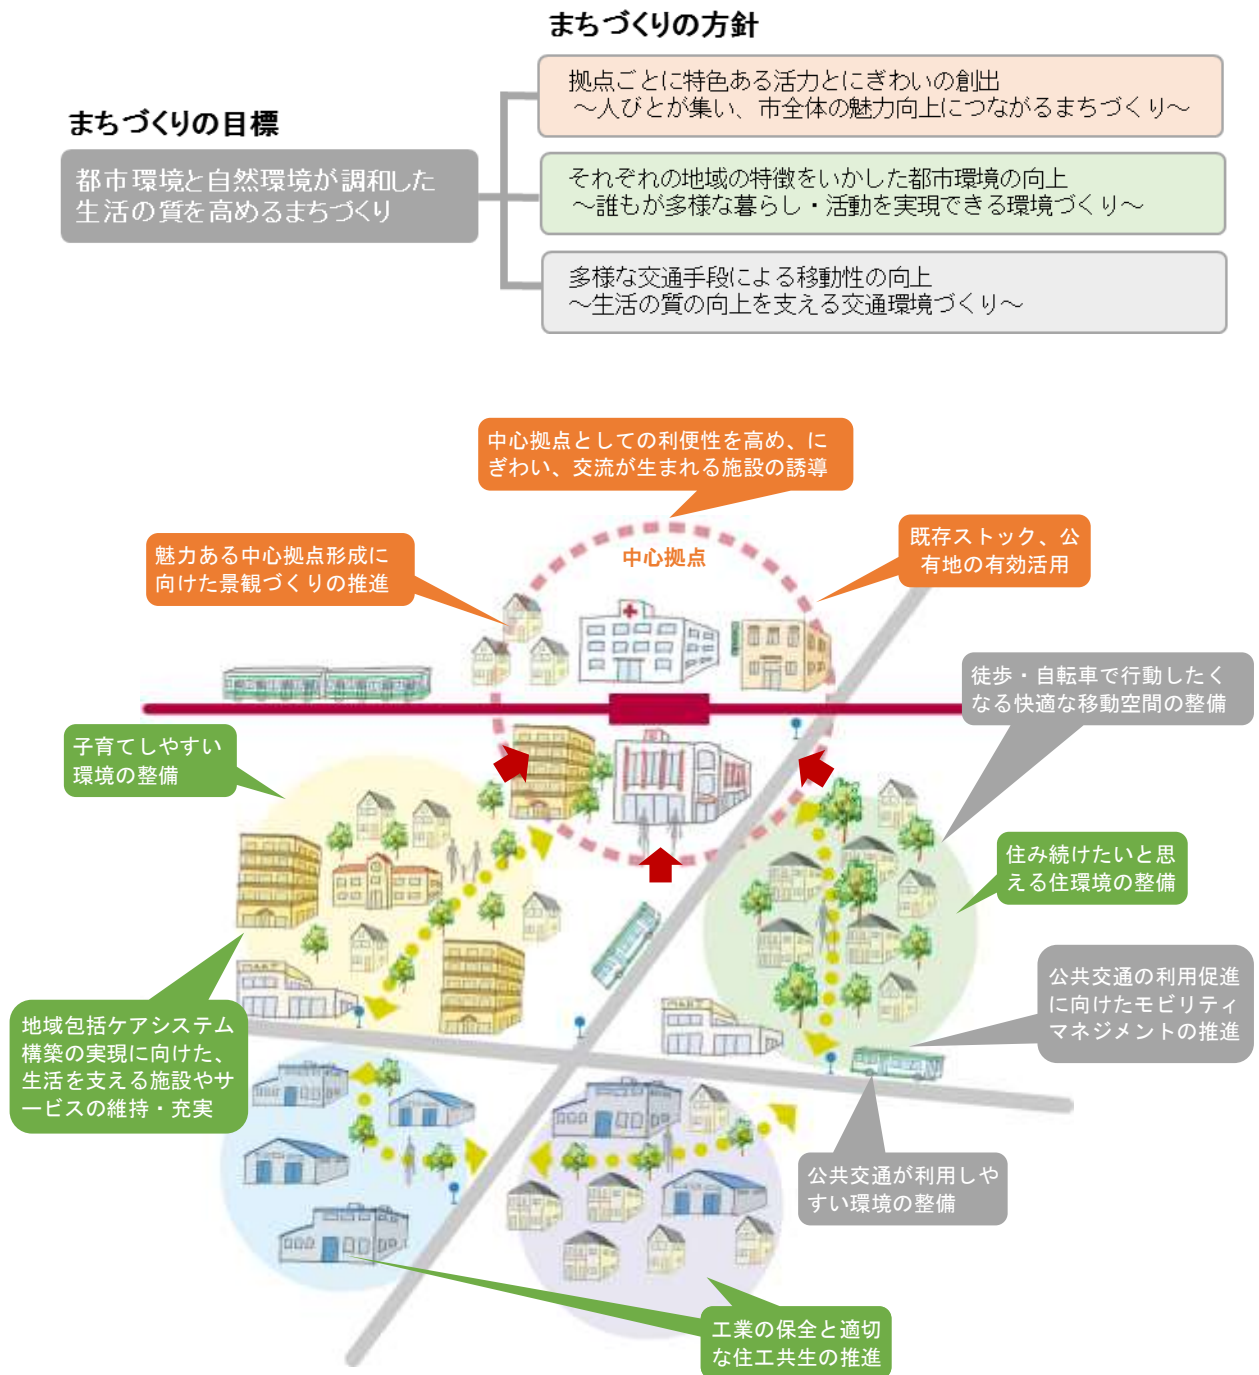 まちづくりの方針
拠点ごとに特色ある活力とにぎわいの創出
～人びとが集い、市全体の魅力向上につながるまちづくり～
まちづくりの目標
都市環境と自然環境が調和した
生活の質を高めるまちづくり
それぞれの地域の特徴をいかした都市環境の向上
～誰もが多様な暮らし・活動を実現できる環境づくり～
多様な交通手段による移動性の向上
～生活の質の向上を支える交通環境づくり～
中心拠点としての利便性を高め、に
ぎわい、交流が生まれる施設の誘導
魅力ある中心拠点形成に
向けた景観づくりの推進
中心拠点
既存ストック、公
有地の有効活用
徒歩・自転車で行動したく
なる快適な移動空間の整備
子育てしやすい
環境の整備
住み続けたいと思
える住環境の整備
公共交通の利用促進
に向けたモビリティ
マネジメントの推進
地域包括ケアシステム
構築の実現に向けた、
生活を支える施設やサ
ービスの維持・充実
公共交通が利用しや
すい環境の整備
工業の保全と適切
な住工共生の推進